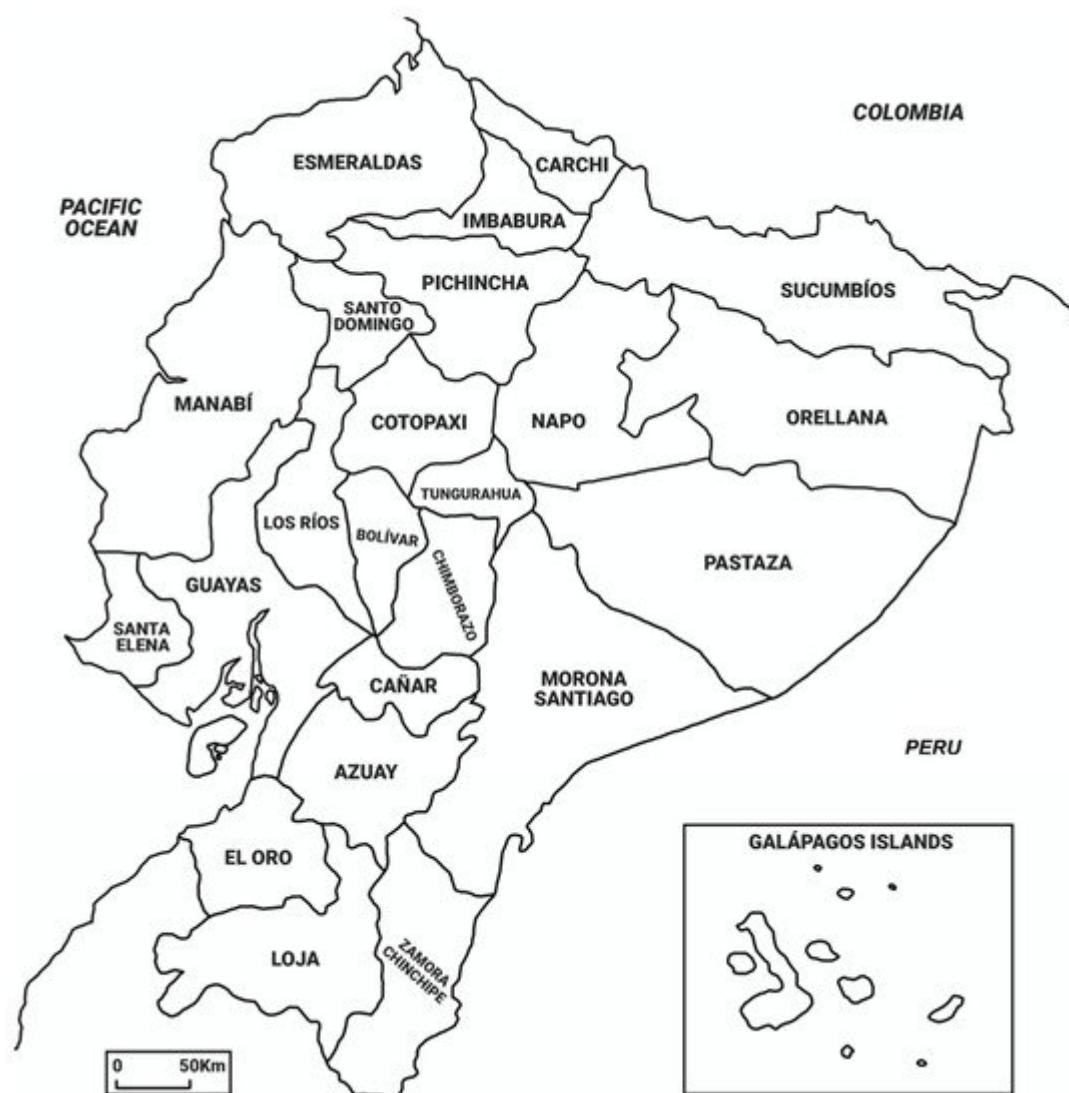 COLOMBIA
ESMERALDAS
CARCHI
PACIFIC
OCEAN
IMBABURA
PICHINCHA
SUCUMBÍOS
SANTO
DOMINGO
MANABÍ
COTOPAXI
NAPO
ORELLANA
TUNGURAHUA
LOS RÍOS
BOLÍVAR
PASTAZA
GUAYAS
CHIMBORAZO
SANTA
ELENA
CAÑAR
MORONA
SANTIAGO
AZUAY
PERU
EL ORO
GALÁPAGOS ISLANDS
LOJA
ZAMORA
CHINCHIPE
0 50Km